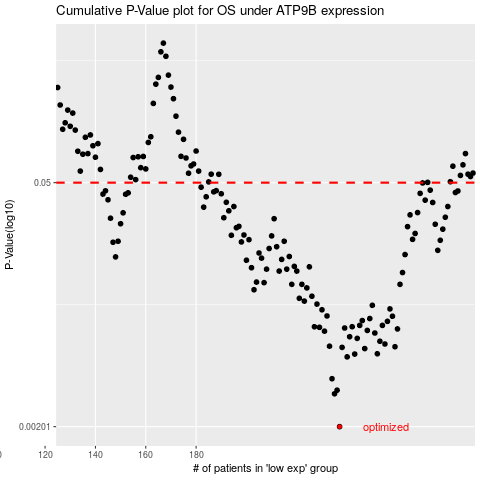 Cumulative P-Value plot for OS under ATP9B expression
P-Value(log10)
0.05
0.00201
optimized
0
120
140
160
180
# of patients in 'low exp' group